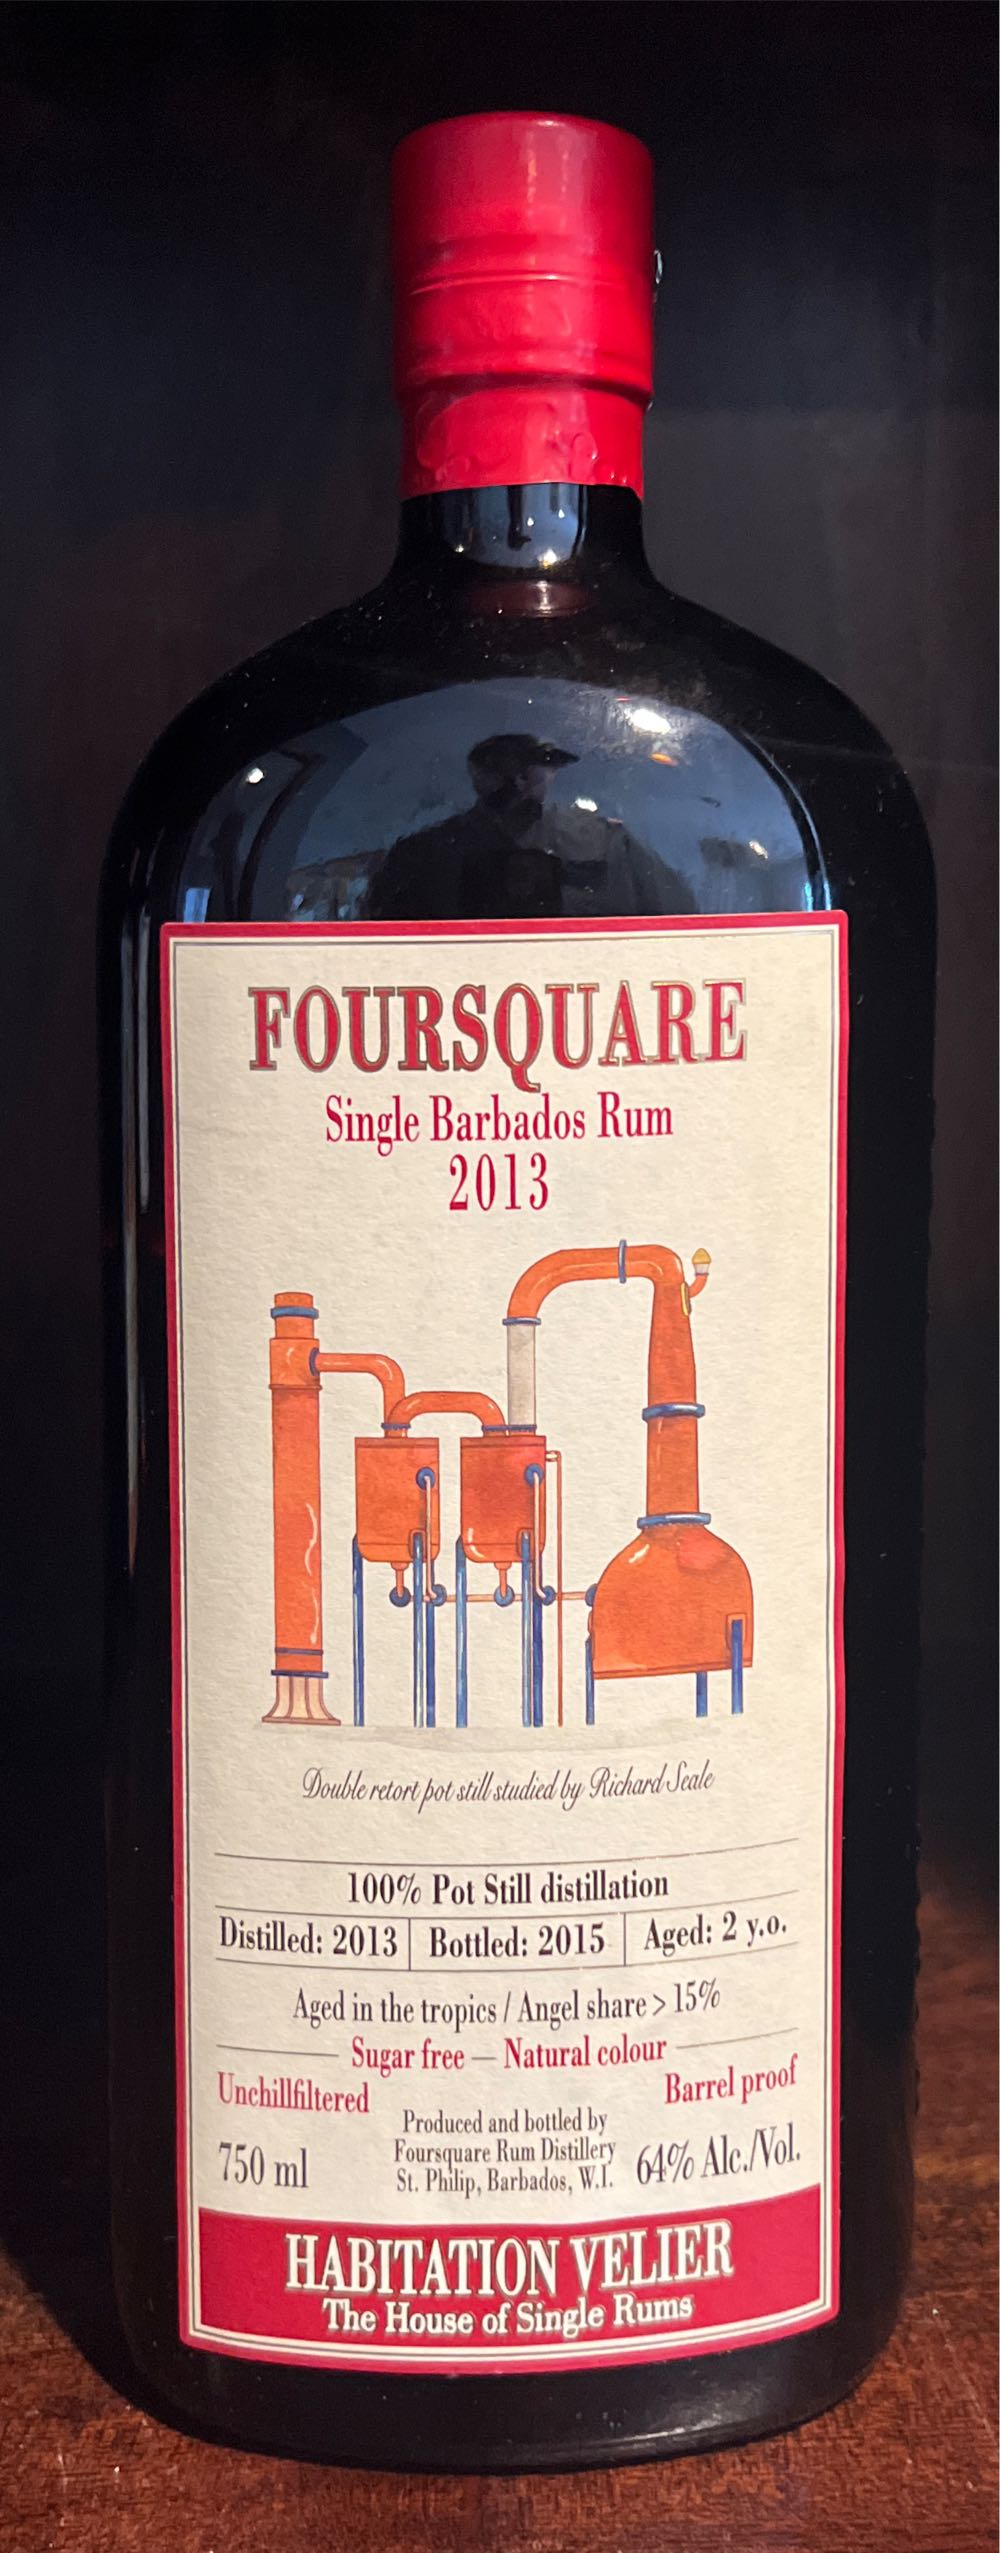 FOURSQUARE
Single Barbados Rum
2013
Double retort pot still studied by Richard Seale
100% Pot Still distillation
Distilled: 2013 Bottled: 2015 Aged: 2 y.o.
Aged in the tropics / Angel share > 15%
Sugar free — Natural colour
Unchillfiltered Barrel proof
Produced and bottled by
Foursquare Rum Distillery
St. Philip, Barbados, W.I.
750 ml 64% Alc./Vol.
HABITATION VELIER
The House of Single Rums